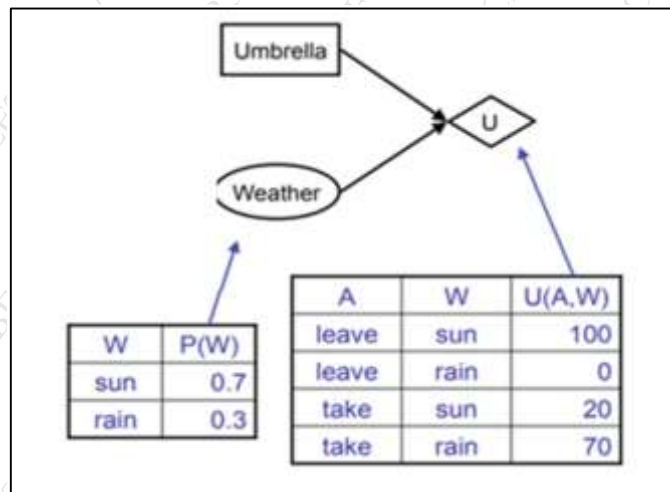 Umbrella
U
Weather
A W U(A,W)
leave sun 100
leave rain 0
take sun 20
take rain 70
W P(W)
sun 0.7
rain 0.3